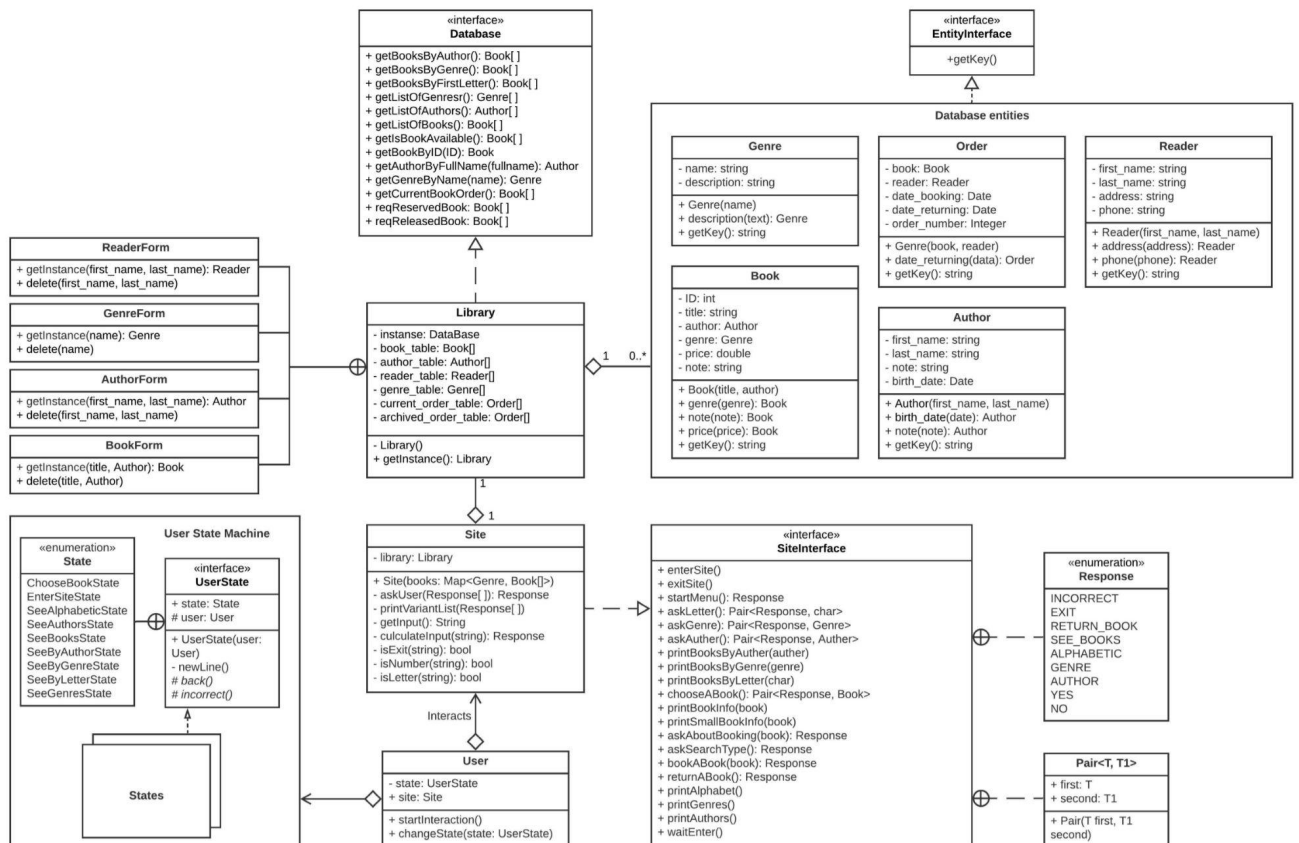 «interface»
Database
+ getBooksByAuthor(): Book[ ]
+ getBooksByGenre(): Book[ ]
+ getBooksByFirstLetter(): Book[ ]
+ getListOfGenresr(): Genre[ ]
+ getListOfAuthors(): Author[ ]
+ getListOfBooks(): Book[ ]
+ getIsBookAvailable(): Book[ ]
+ getBookByID(ID): Book
+ getAuthorByFullName(fullname): Author
+ getGenreByName(name): Genre
+ getCurrentBookOrder(): Book[ ]
+ reqReservedBook: Book[ ]
+ reqReleasedBook: Book[ ]
«interface»
EntityInterface
+getKey()
Database entities
Genre
- name: string
- description: string
+ Genre(name)
+ description(text): Genre
+ getKey(): string
Order
- book: Book
- reader: Reader
- date_booking: Date
- date_returning: Date
- order_number: Integer
+ Genre(book, reader)
+ date_returning(data): Order
+ getKey(): string
Reader
- first_name: string
- last_name: string
- address: string
- phone: string
+ Reader(first_name, last_name)
+ address(address): Reader
+ phone(phone): Reader
+ getKey(): string
Book
- ID: int
- title: string
- author: Author
- genre: Genre
- price: double
- note: string
+ Book(title, author)
+ genre(genre): Book
+ note(note): Book
+ price(price): Book
+ getKey(): string
Author
- first_name: string
- last_name: string
- note: string
- birth_date: Date
+ Author(first_name, last_name)
+ birth_date(date): Author
+ note(note): Author
+ getKey(): string
ReaderForm
+ getInstance(first_name, last_name): Reader
+ delete(first_name, last_name)
GenreForm
+ getInstance(name): Genre
+ delete(name)
AuthorForm
+ getInstance(first_name, last_name): Author
+ delete(first_name, last_name)
BookForm
+ getInstance(title, Author): Book
+ delete(title, Author)
Library
- instanse: DataBase
- book_table: Book[]
- author_table: Author[]
- reader_table: Reader[]
- genre_table: Genre[]
- current_order_table: Order[]
- archived_order_table: Order[]
- Library()
+ getInstance(): Library
1
0..*
1
1
User State Machine
«enumeration»
State
ChooseBookState
EnterSiteState
SeeAlphabeticState
SeeAuthorsState
SeeBooksState
SeeByAuthorState
SeeByGenreState
SeeByLetterState
SeeGenresState
«interface»
UserState
+ state: State
# user: User
+ UserState(user:
User)
- newLine()
# back()
# incorrect()
States
Site
- library: Library
+ Site(books: Map<Genre, Book[]>)
- askUser(Response[ ]): Response
- printVariantList(Response[ ])
- getInput(): String
- culculateInput(string): Response
- isExit(string): bool
- isNumber(string): bool
- isLetter(string): bool
Interacts
User
- state: UserState
+ site: Site
+ startInteraction()
+ changeState(state: UserState)
«interface»
SiteInterface
+ enterSite()
+ exitSite()
+ startMenu(): Response
+ askLetter(): Pair<Response, char>
+ askGenre): Pair<Response, Genre>
+ askAuther(): Pair<Response, Auther>
+ printBooksByAuther(auther)
+ printBooksByGenre(genre)
+ printBooksByLetter(char)
+ chooseABook(): Pair<Response, Book>
+ printBookInfo(book)
+ printSmallBookInfo(book)
+ askAboutBooking(book): Response
+ askSearchType(): Response
+ bookABook(book): Response
+ returnABook(): Response
+ printAlphabet()
+ printGenres()
+ printAuthors()
+ waitEnter()
«enumeration»
Response
INCORRECT
EXIT
RETURN_BOOK
SEE_BOOKS
ALPHABETIC
GENRE
AUTHOR
YES
NO
Pair<T, T1>
+ first: T
+ second: T1
+ Pair(T first, T1
second)